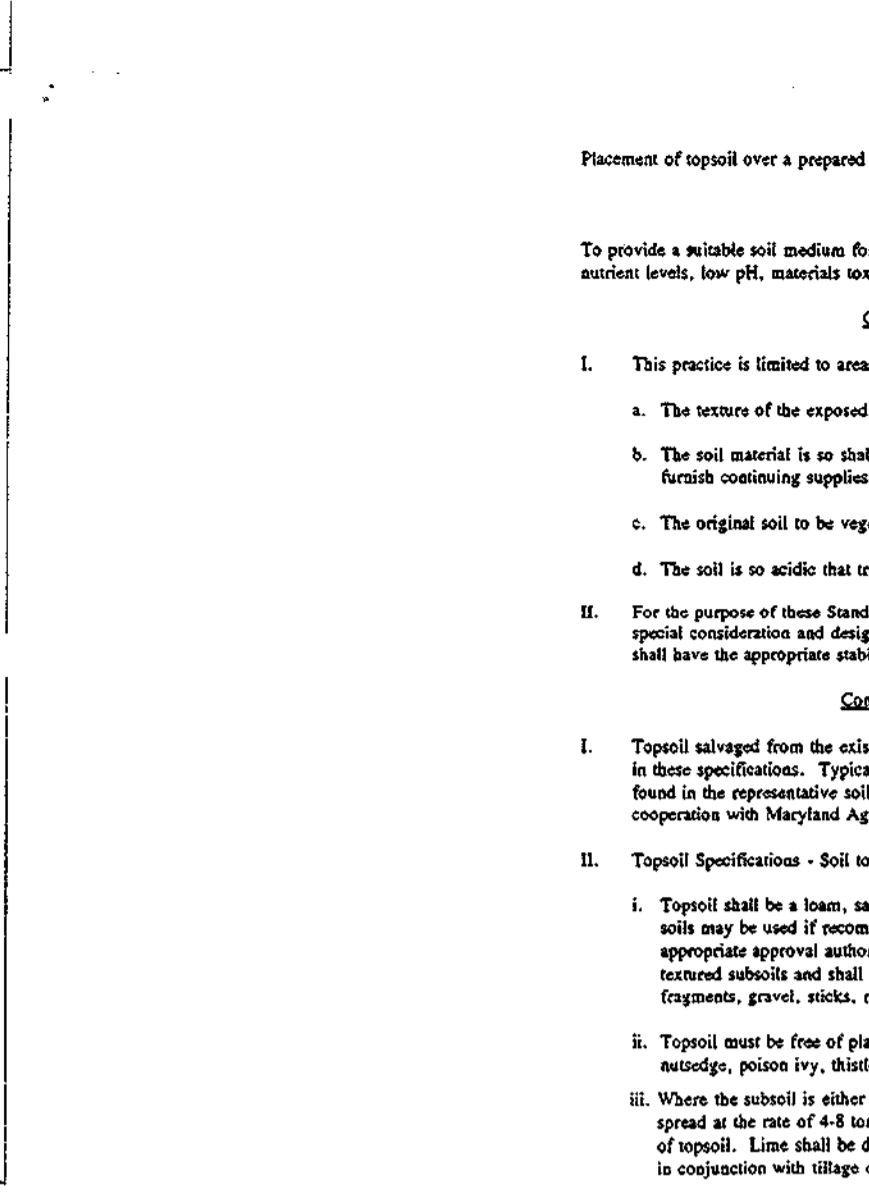 Placement of topsoil over a prepared
To provide a suitable soil medium fo
nutrient levels, low pH, materials tox
I. This practice is limited to area
a. The texture of the exposed
b. The soil material is so shal
furnish continuing supplies
c. The original soil to be veg
d. The soil is so acidic that tr
II. For the purpose of these Stand
special consideration and desig
shall have the appropriate stabi
Con
I. Topsoil salvaged from the exis
in these specifications. Typica
found in the representative soil
cooperation with Maryland Ag
II. Topsoil Specifications - Soil to
i. Topsoil shall be a loam, sa
soils may be used if recom
appropriate approval author
textured subsoils and shall
fragments, gravel, sticks, r
ii. Topsoil must be free of pla
nutsedge, poison ivy, thistl
iii. Where the subsoil is either
spread at the rate of 4-8 ton
of topsoil. Lime shall be d
in conjunction with tillage